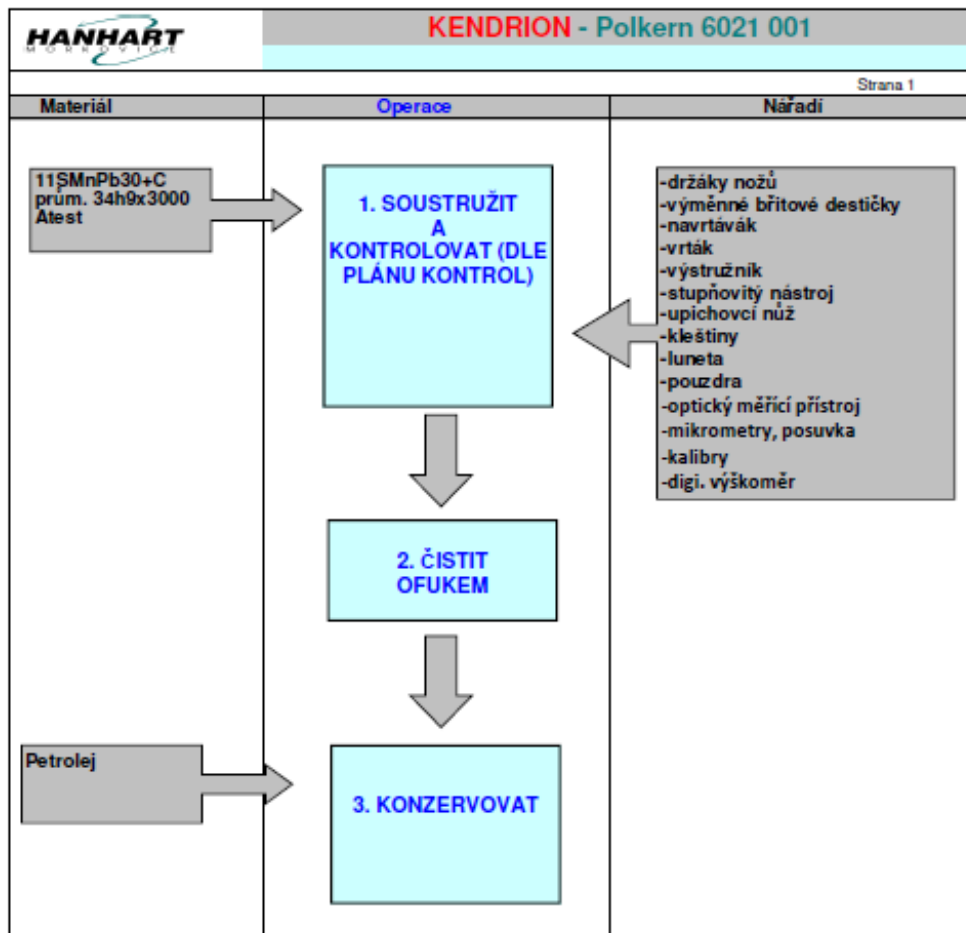 HANHART
MORKOVICE
KENDRION - Polkern 6021 001
Strana 1
Materiál
Operace
Nářadí
11SMnPb30+C
prům. 34h9x3000
Atest
1. SOUSTRUŽIT
A
KONTROLOVAT (DLE
PLÁNU KONTROL)
-držáky nožů
-výměnné břitové destičky
-navrtávák
-vrták
-výstružník
-stupňovitý nástroj
-upichovcí nůž
-kleštiny
-luneta
-pouzdra
-optický měřící přístroj
-mikrometry, posuvka
-kalibry
-digi. výškoměr
2. ČISTIT
OFUKEM
Petrolej
3. KONZERVOVAT